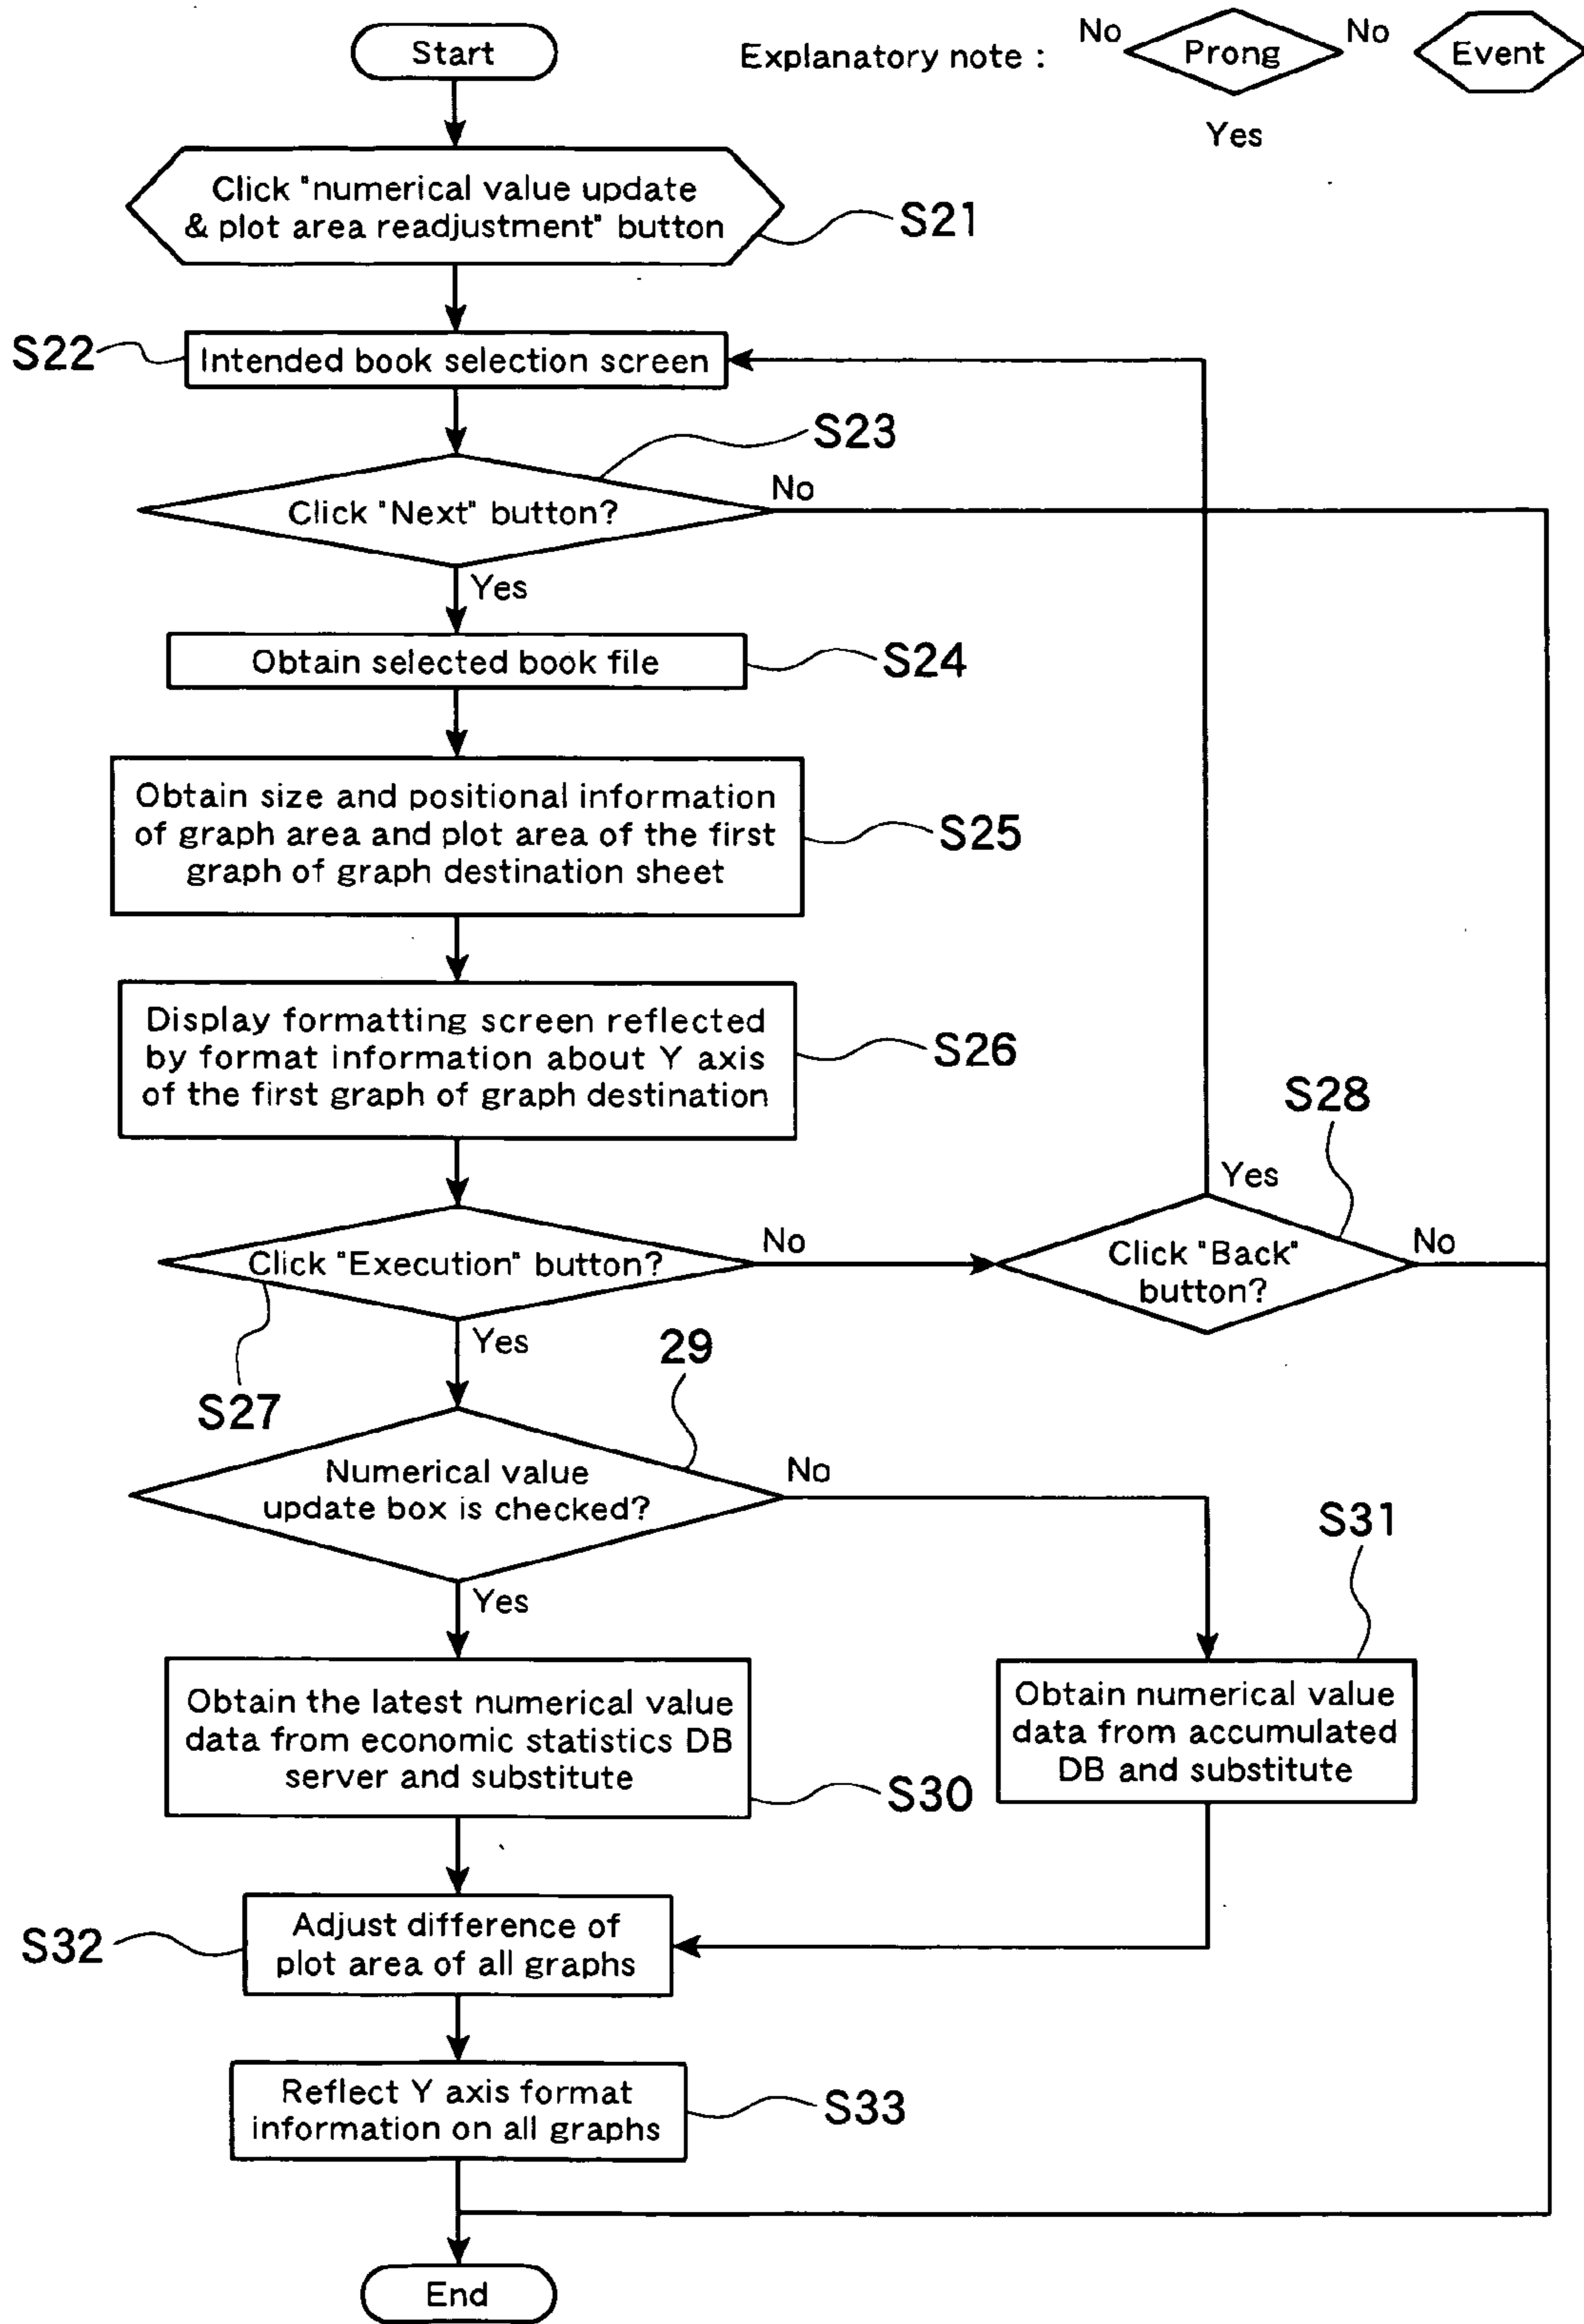 Start
Explanatory note :
No
Prong
No
Event
Yes
Click "numerical value update
& plot area readjustment" button
S21
S22
Intended book selection screen
S23
Click "Next" button?
No
Yes
Obtain selected book file
S24
Obtain size and positional information
of graph area and plot area of the first
graph of graph destination sheet
S25
Display formatting screen reflected
by format information about Y axis
of the first graph of graph destination
S26
S28
Yes
Click "Execution" button?
No
Click "Back"
button?
No
Yes
S27
29
Numerical value
update box is checked?
No
Yes
S31
Obtain the latest numerical value
data from economic statistics DB
server and substitute
S30
Obtain numerical value
data from accumulated
DB and substitute
S32
Adjust difference of
plot area of all graphs
Reflect Y axis format
information on all graphs
S33
End